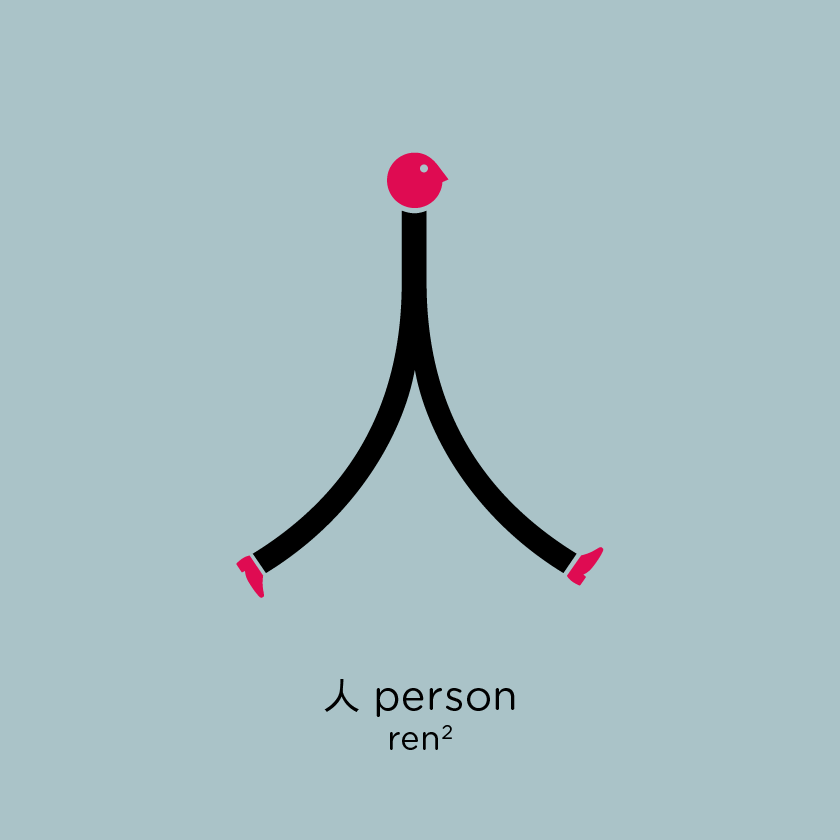 人 person
ren²